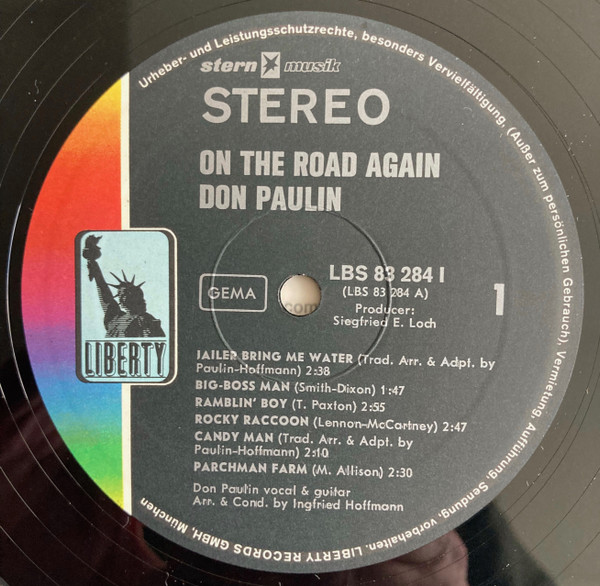 Urheber- und Leistungsschutzrechte, besonders Vervielfältigung, (Außer zum persönlichen Gebrauch), Vermietung, Aufführung, Sendung, vorbehalten. LIBERTY RECORDS GMBH, München
stern musik
STEREO
ON THE ROAD AGAIN
DON PAULIN
LIBERTY
GEMA
com
LBS 83 284 I
(LBS 83 284 A)
Producer:
Siegfried E. Loch
1
JAILER BRING ME WATER (Trad. Arr. & Adpt. by
Paulin-Hoffmann) 2:38
BIG-BOSS MAN (Smith-Dixon) 1:47
RAMBLIN' BOY (T. Paxton) 2:55
ROCKY RACCOON (Lennon-McCartney) 2:47
CANDY MAN (Trad. Arr. & Adpt. by
Paulin-Hoffmann) 2:10
PARCHMAN FARM (M. Allison) 2:30
Don Paulin vocal & guitar
Arr. & Cond. by Ingfried Hoffmann